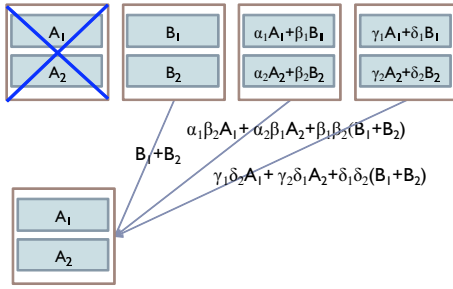 A₁
A₂
B₁
B₂
α₁A₁+β₁B₁
α₂A₂+β₂B₂
γ₁A₁+δ₁B₁
γ₂A₂+δ₂B₂
B₁+B₂
α₁β₂A₁+ α₂β₁A₂+β₁β₂(B₁+B₂)
γ₁δ₂A₁+ γ₂δ₁A₂+δ₁δ₂(B₁+B₂)
A₁
A₂